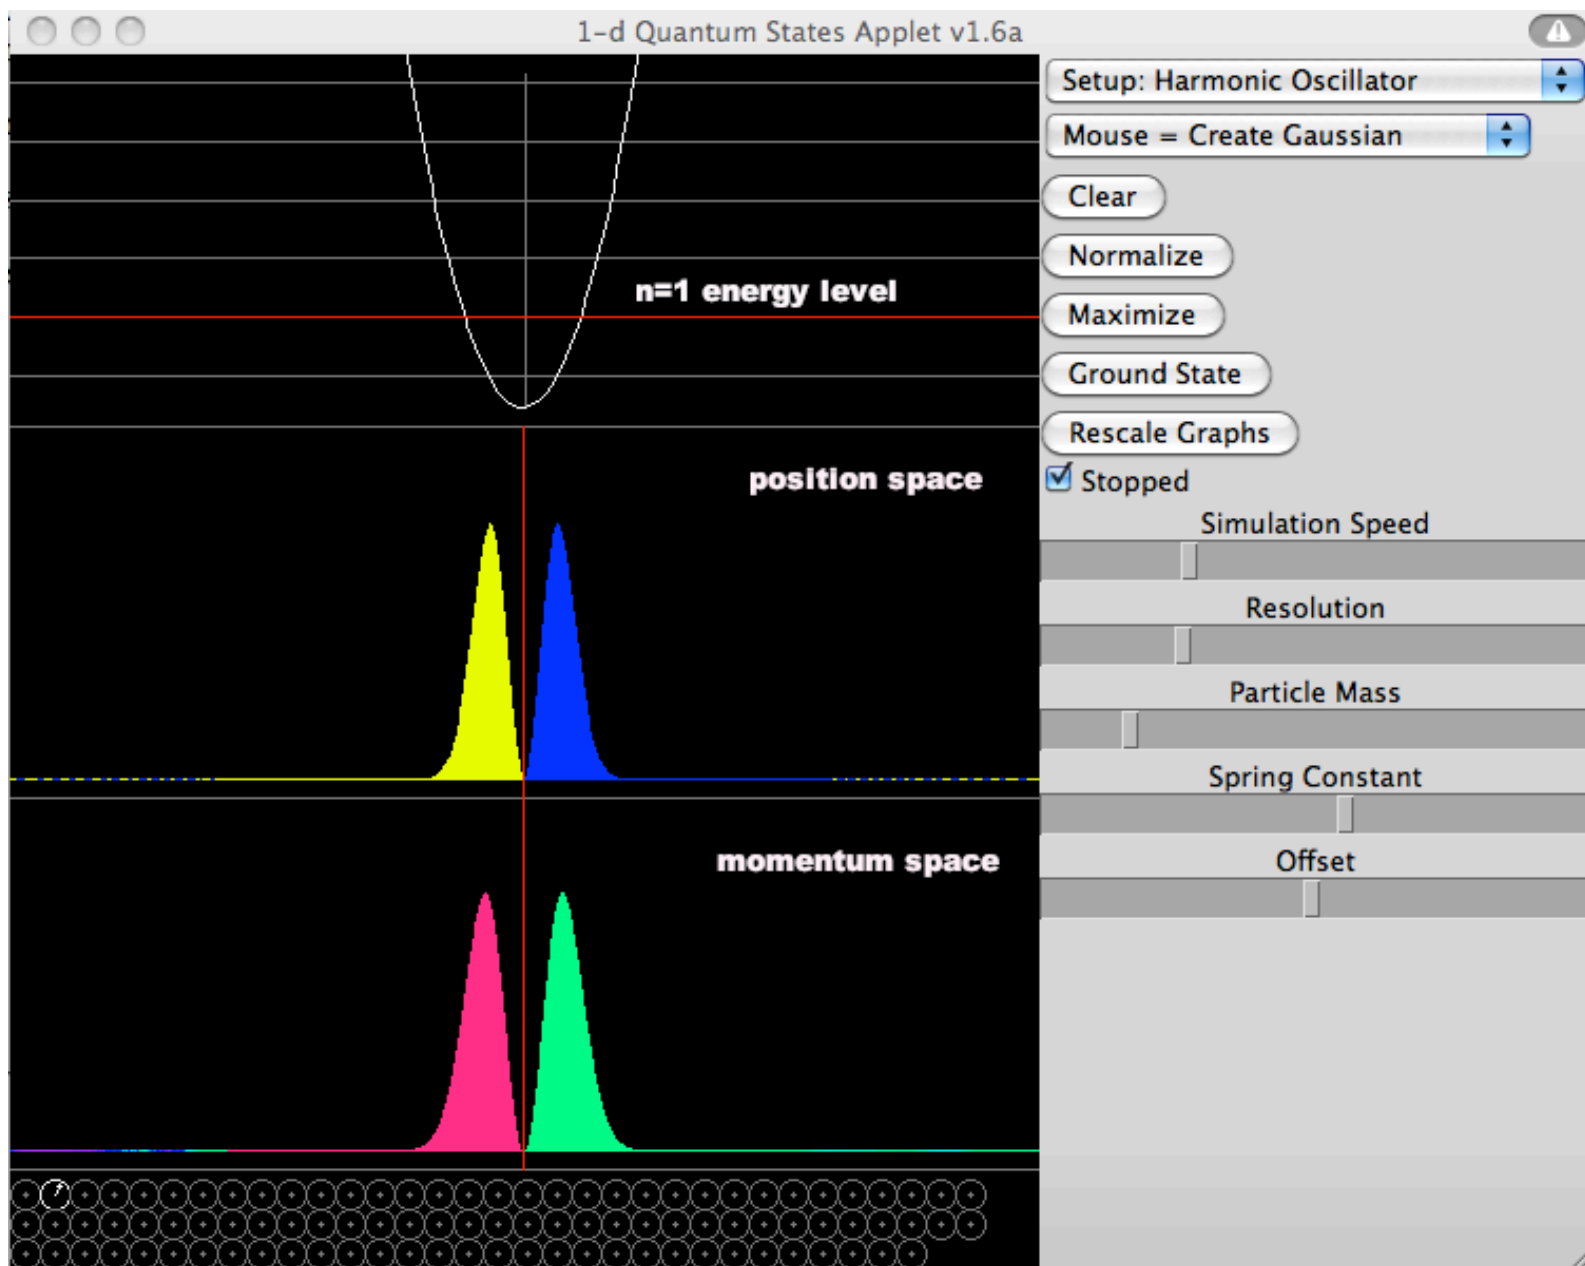 1-d Quantum States Applet v1.6a
Setup: Harmonic Oscillator
Mouse = Create Gaussian
Clear
Normalize
n=1 energy level
Maximize
Ground State
Rescale Graphs
position space
Stopped
Simulation Speed
Resolution
Particle Mass
Spring Constant
momentum space
Offset